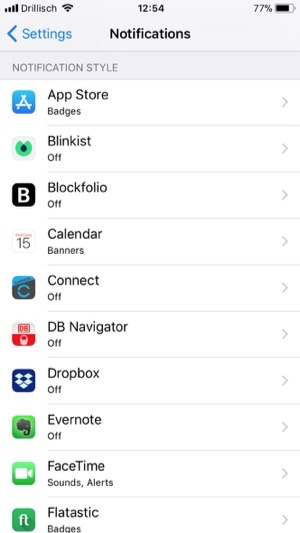 Drillisch 12:54 77%
Settings Notifications
NOTIFICATION STYLE
App Store
Badges
Blinkist
Off
B
Blockfolio
Off
15
Calendar
Banners
Connect
Off
DB
DB Navigator
Off
Dropbox
Off
Evernote
Off
FaceTime
Sounds, Alerts
ft
Flatastic
Badges